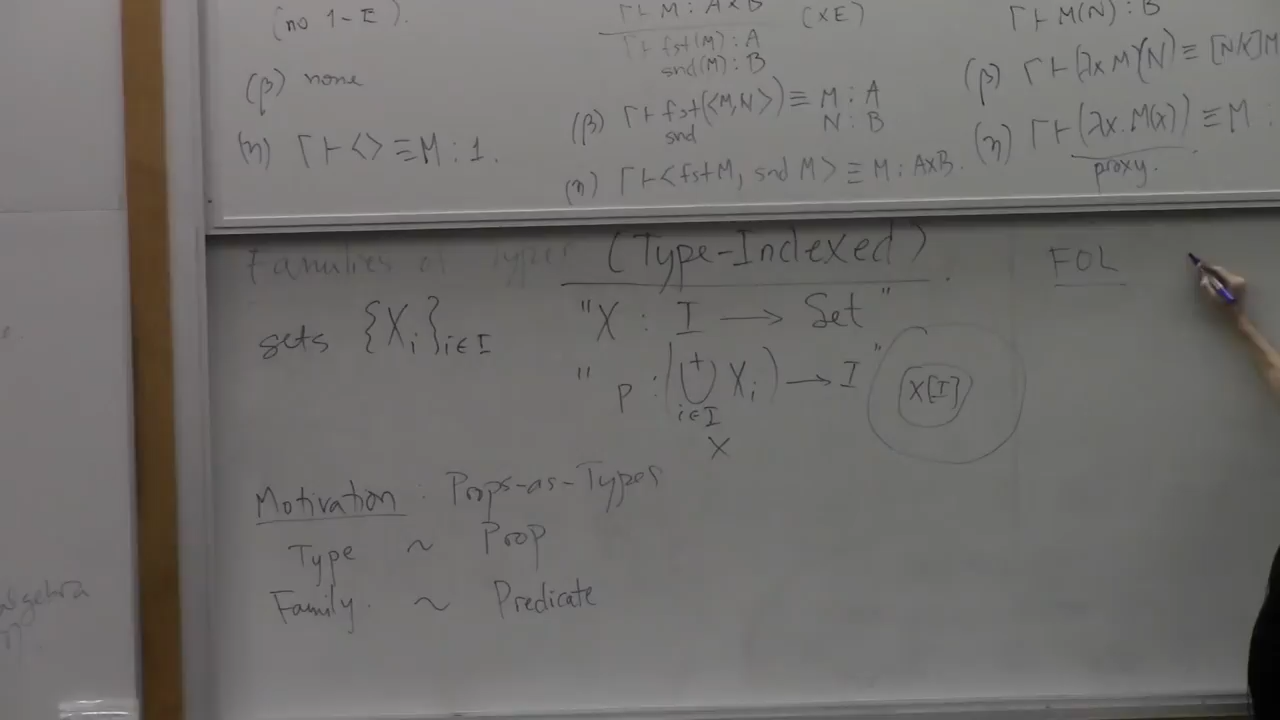 (no 1-E).
(β) none
(η) Γ ⊢ <> ≡ M : 1.
Γ ⊢ M : A×B
(×E)
Γ ⊢ fst(M) : A
snd(M) : B
(β) Γ ⊢ fst(<M,N>) ≡ M : A
snd N : B
(η) Γ ⊢ <fst M, snd M> ≡ M : A×B.
Γ ⊢ M(N) : B
(β) Γ ⊢ (λx.M)(N) ≡ [N/x]M
(η) Γ ⊢ (λx.M(x)) ≡ M :
proxy.
Families of Types (Type-Indexed).
sets {Xᵢ}ᵢ∈I
"X : I → Set"
"p : (⨄ Xᵢ) → I"
i∈I
X
X[I]
Motivation : Props-as-Types
Type ~ Prop
Family. ~ Predicate
FOL
algebra
η